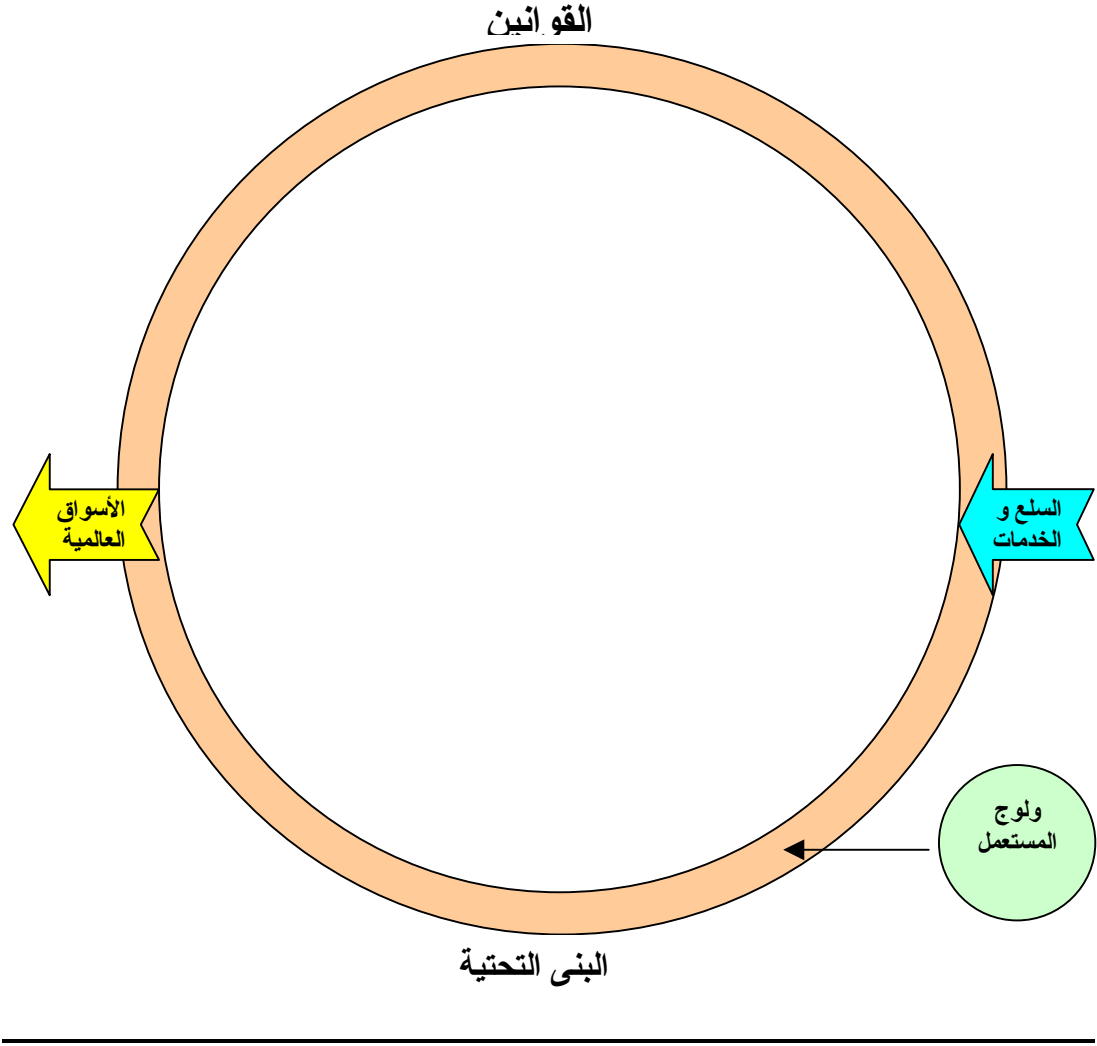 القوانين
السلع و
الخدمات
الأسواق
العالمية
ولوج
المستعمل
البنى التحتية